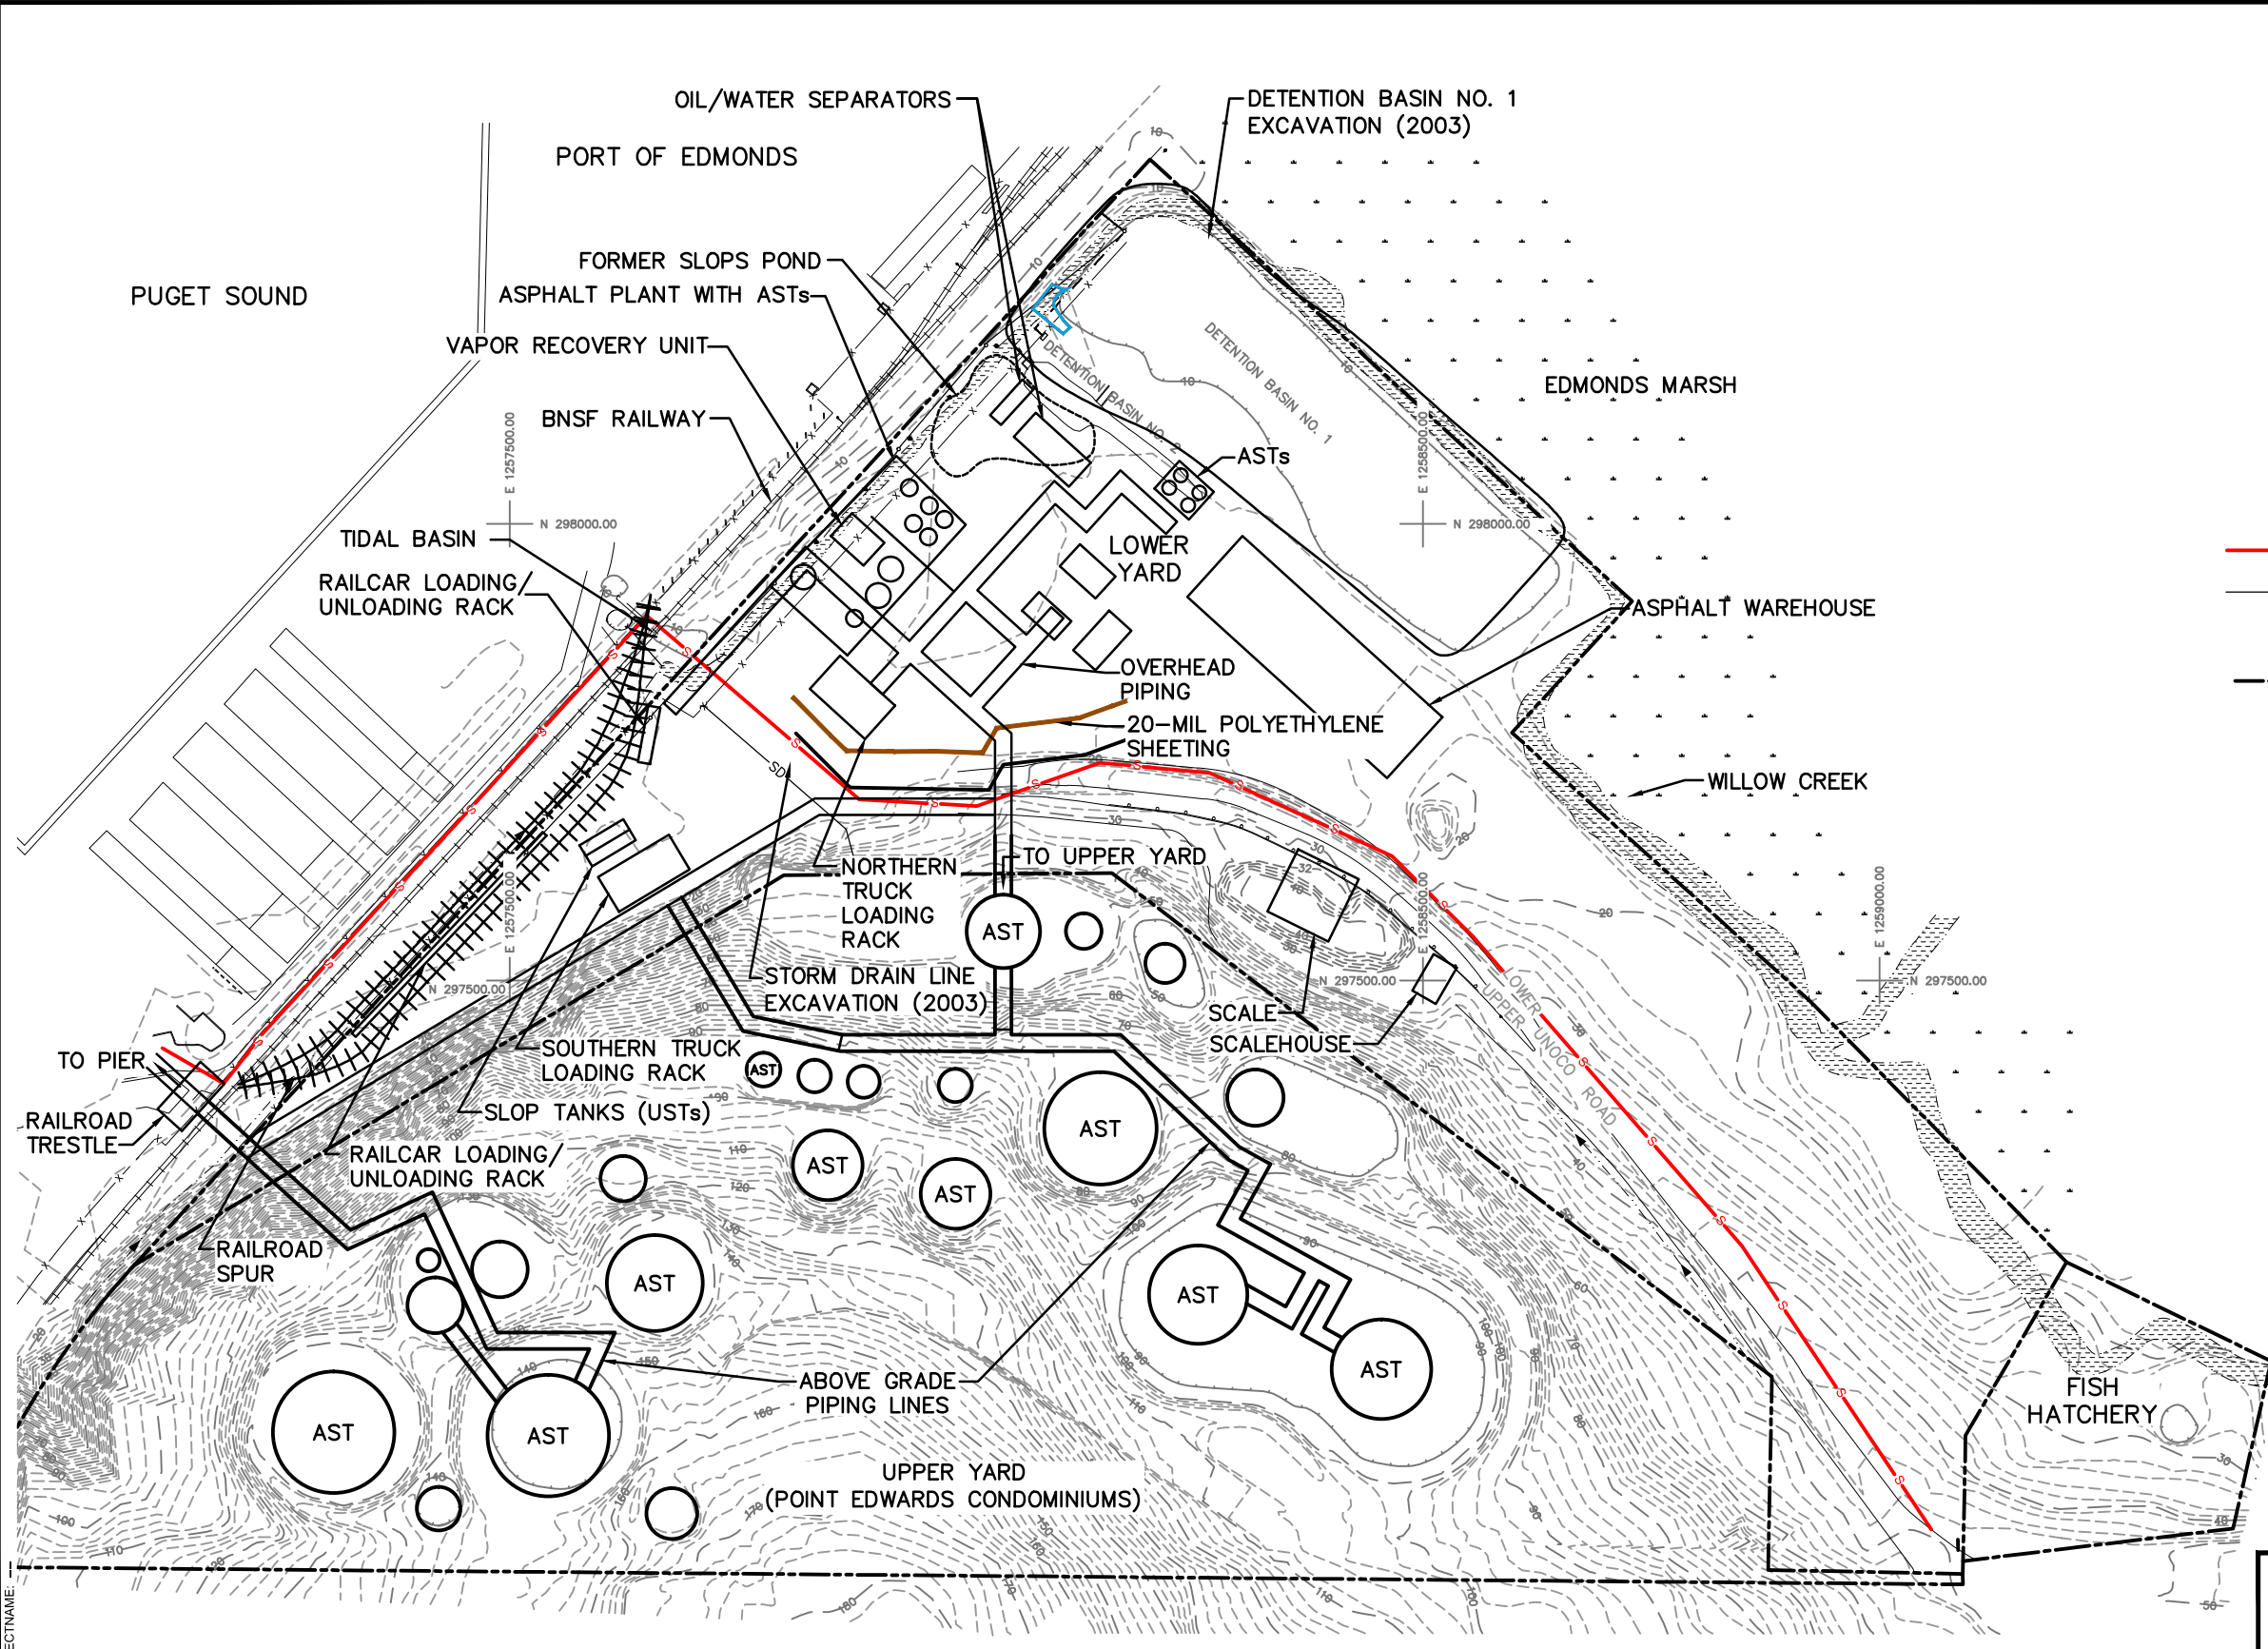 OIL/WATER SEPARATORS
DETENTION BASIN NO. 1
EXCAVATION (2003)
PORT OF EDMONDS
FORMER SLOPS POND
ASPHALT PLANT WITH ASTs
PUGET SOUND
VAPOR RECOVERY UNIT
BNSF RAILWAY
DETENTION BASIN NO. 1
DETENTION BASIN NO. 2
EDMONDS MARSH
ASTs
E 1257500.00
N 298000.00
E 1258500.00
N 298000.00
TIDAL BASIN
RAILCAR LOADING/
UNLOADING RACK
LOWER
YARD
ASPHALT WAREHOUSE
OVERHEAD
PIPING
20-MIL POLYETHYLENE
SHEETING
SD
WILLOW CREEK
NORTHERN
TRUCK
LOADING
RACK
TO UPPER YARD
AST
STORM DRAIN LINE
EXCAVATION (2003)
E 1257500.00
N 297500.00
E 1258500.00
N 297500.00
E 1259000.00
N 297500.00
SCALE
SCALEHOUSE
LOWER UNOCO ROAD
UPPER
SOUTHERN TRUCK
LOADING RACK
AST
TO PIER
SLOP TANKS (USTs)
RAILROAD
TRESTLE
RAILCAR LOADING/
UNLOADING RACK
AST
AST
AST
RAILROAD
SPUR
AST
AST
AST
ABOVE GRADE
PIPING LINES
AST
AST
FISH
HATCHERY
UPPER YARD
(POINT EDWARDS CONDOMINIUMS)
ECTNAME: ---